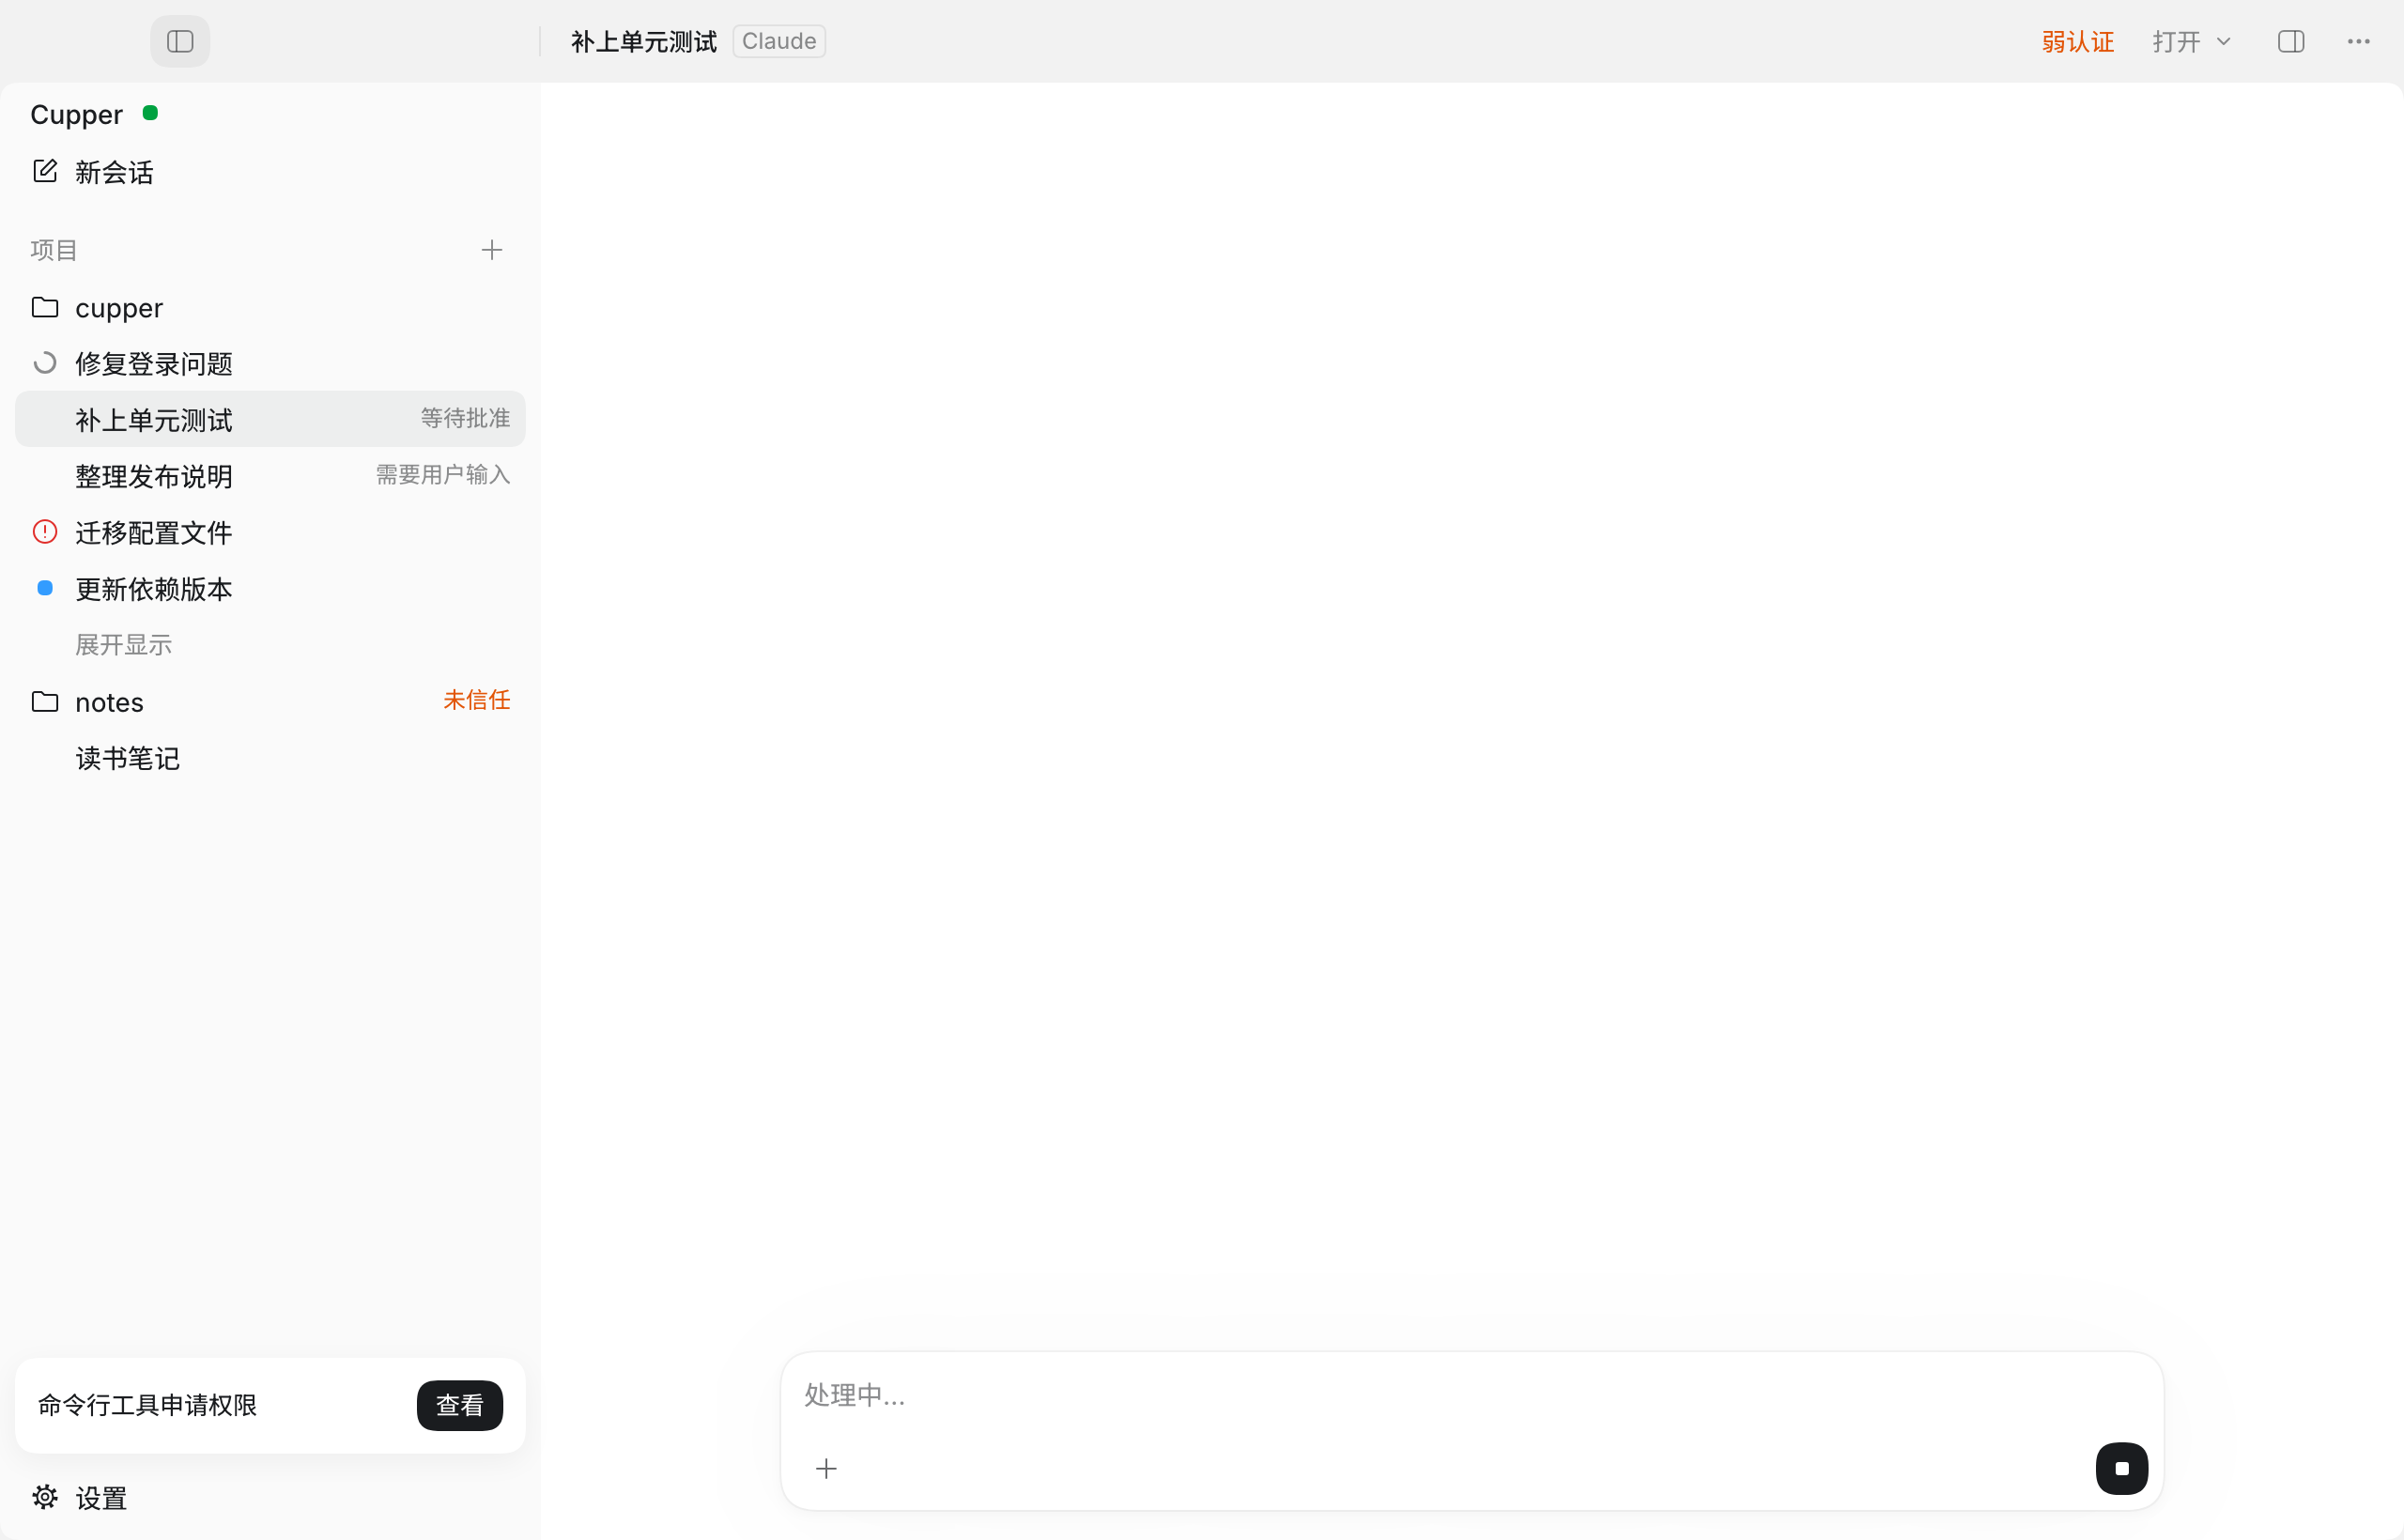 补上单元测试 Claude 弱认证 打开
Cupper
新会话
项目
cupper
修复登录问题
补上单元测试 等待批准
整理发布说明 需要用户输入
迁移配置文件
更新依赖版本
展开显示
notes 未信任
读书笔记
命令行工具申请权限 查看
设置
处理中...